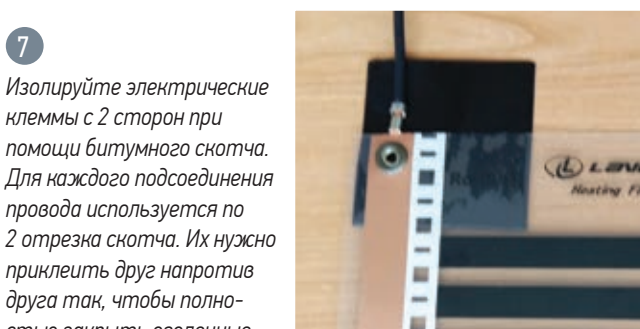 7
Изолируйте электрические
клеммы с 2 сторон при
помощи битумного скотча.
Для каждого подсоединения
провода используется по
2 отрезка скотча. Их нужно
приклеить друг напротив
друга так, чтобы полно-
Heating